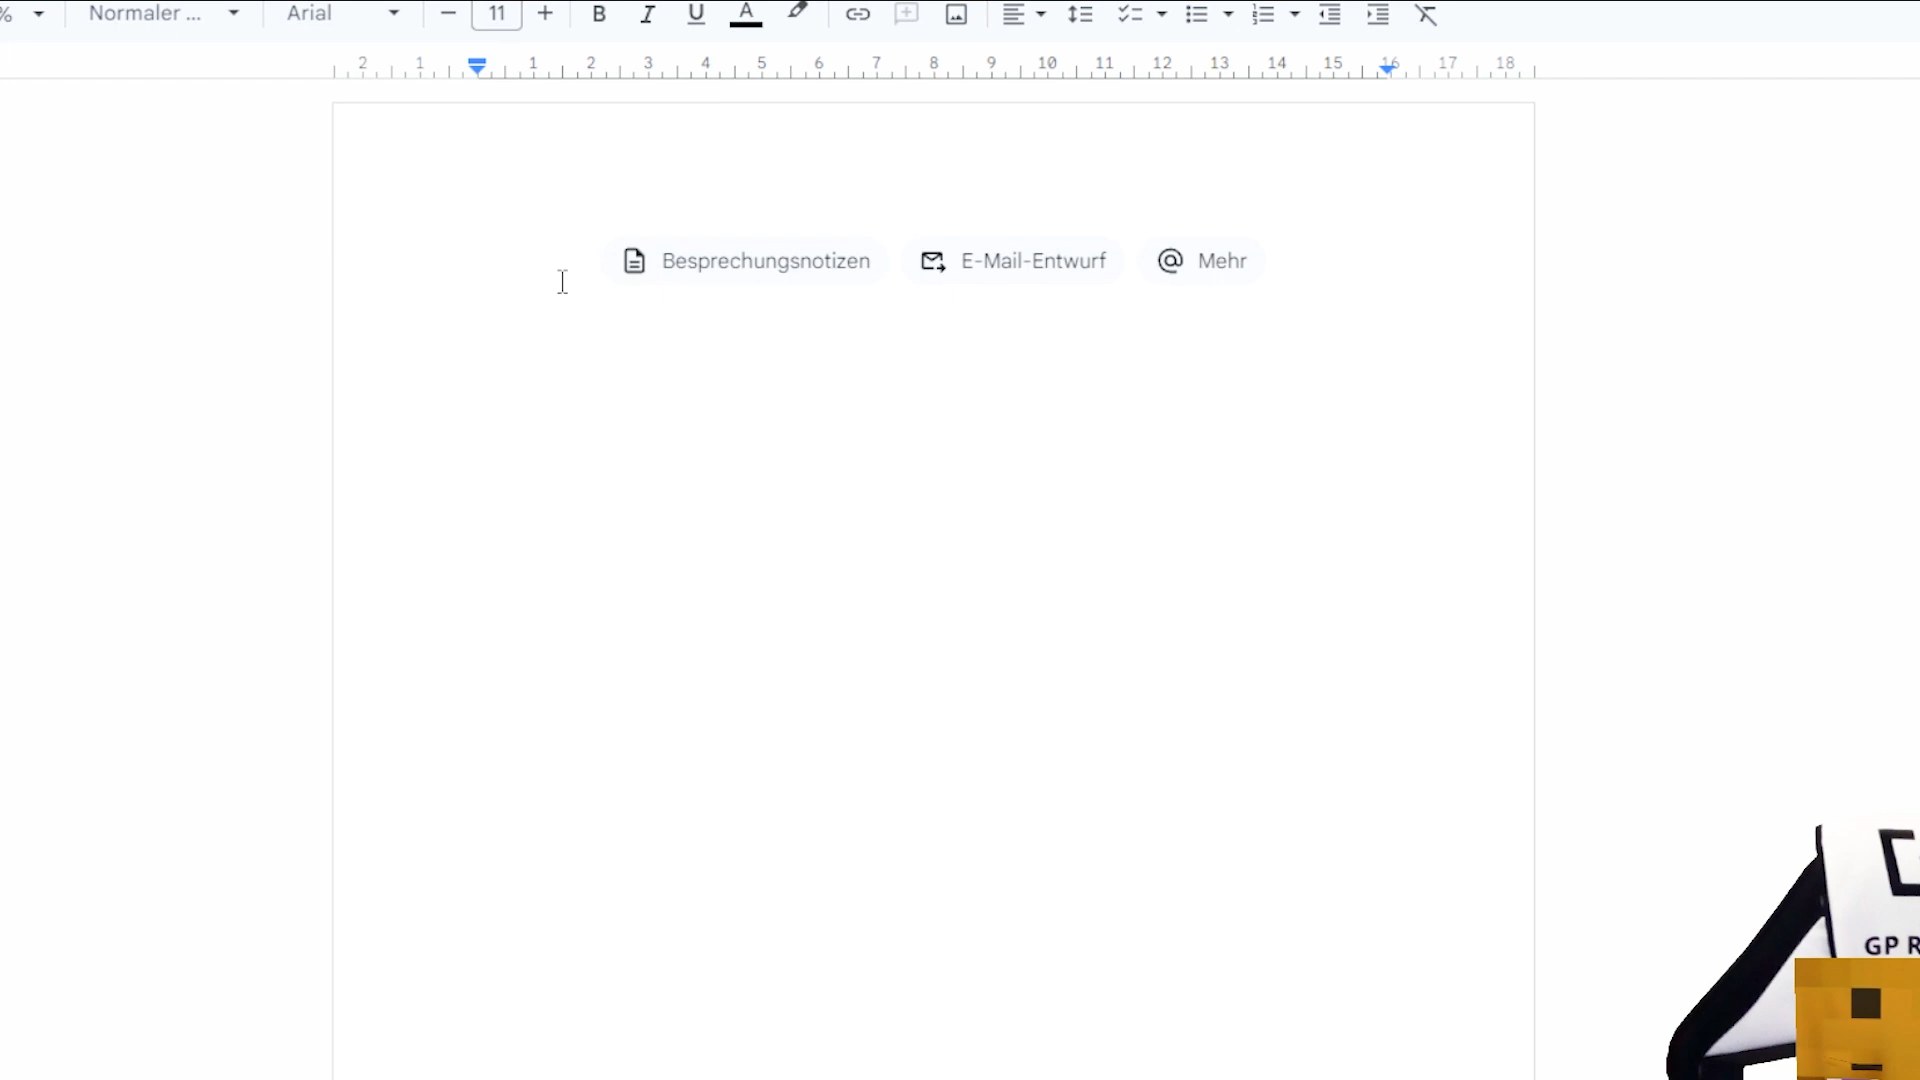 % Normaler ... Arial 11 B I U A
2 1 1 2 3 4 5 6 7 8 9 10 11 12 13 14 15 16 17 18
Besprechungsnotizen E-Mail-Entwurf Mehr
GP R